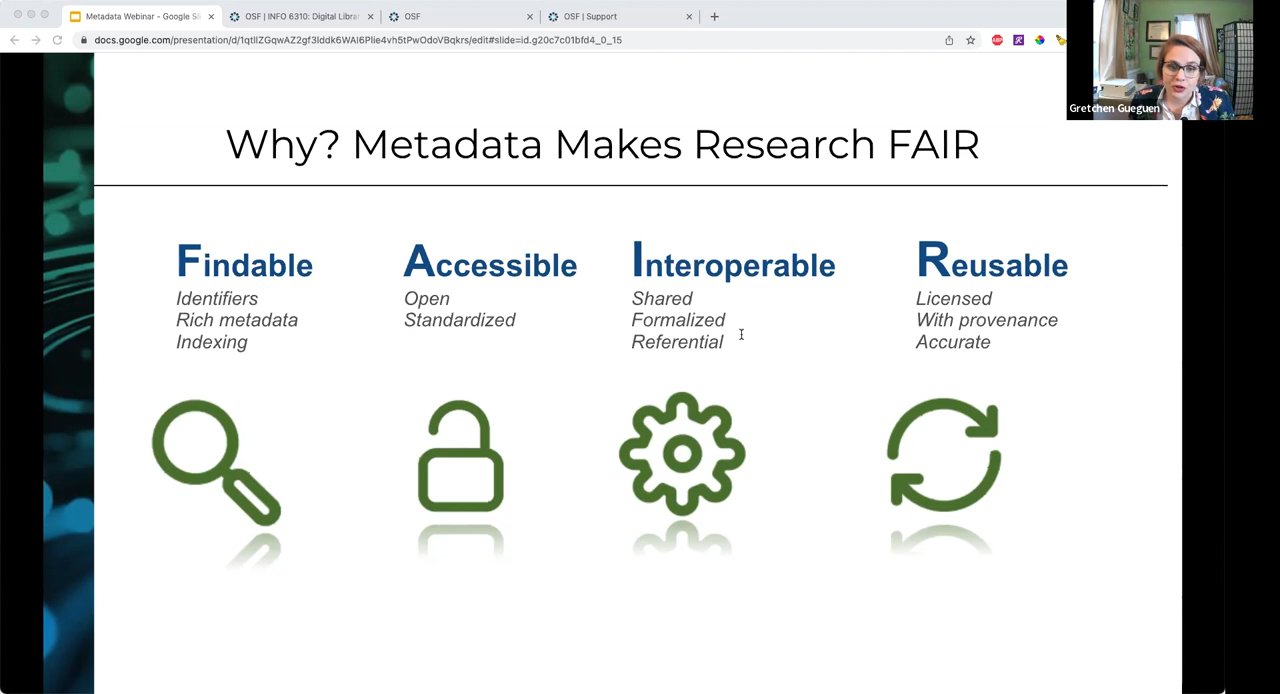 Metadata Webinar - Google Sl
OSF | INFO 6310: Digital Librar
OSF
OSF | Support
docs.google.com/presentation/d/1qtIlZGqwAZ2gf3Iddk6WAI6Plie4vh5tPwOdoVBqkrs/edit#slide=id.g20c7c01bfd4_0_15
ABP
Gretchen Gueguen
Why? Metadata Makes Research FAIR
Findable
Identifiers
Rich metadata
Indexing
Accessible
Open
Standardized
Interoperable
Shared
Formalized
Referential
Reusable
Licensed
With provenance
Accurate